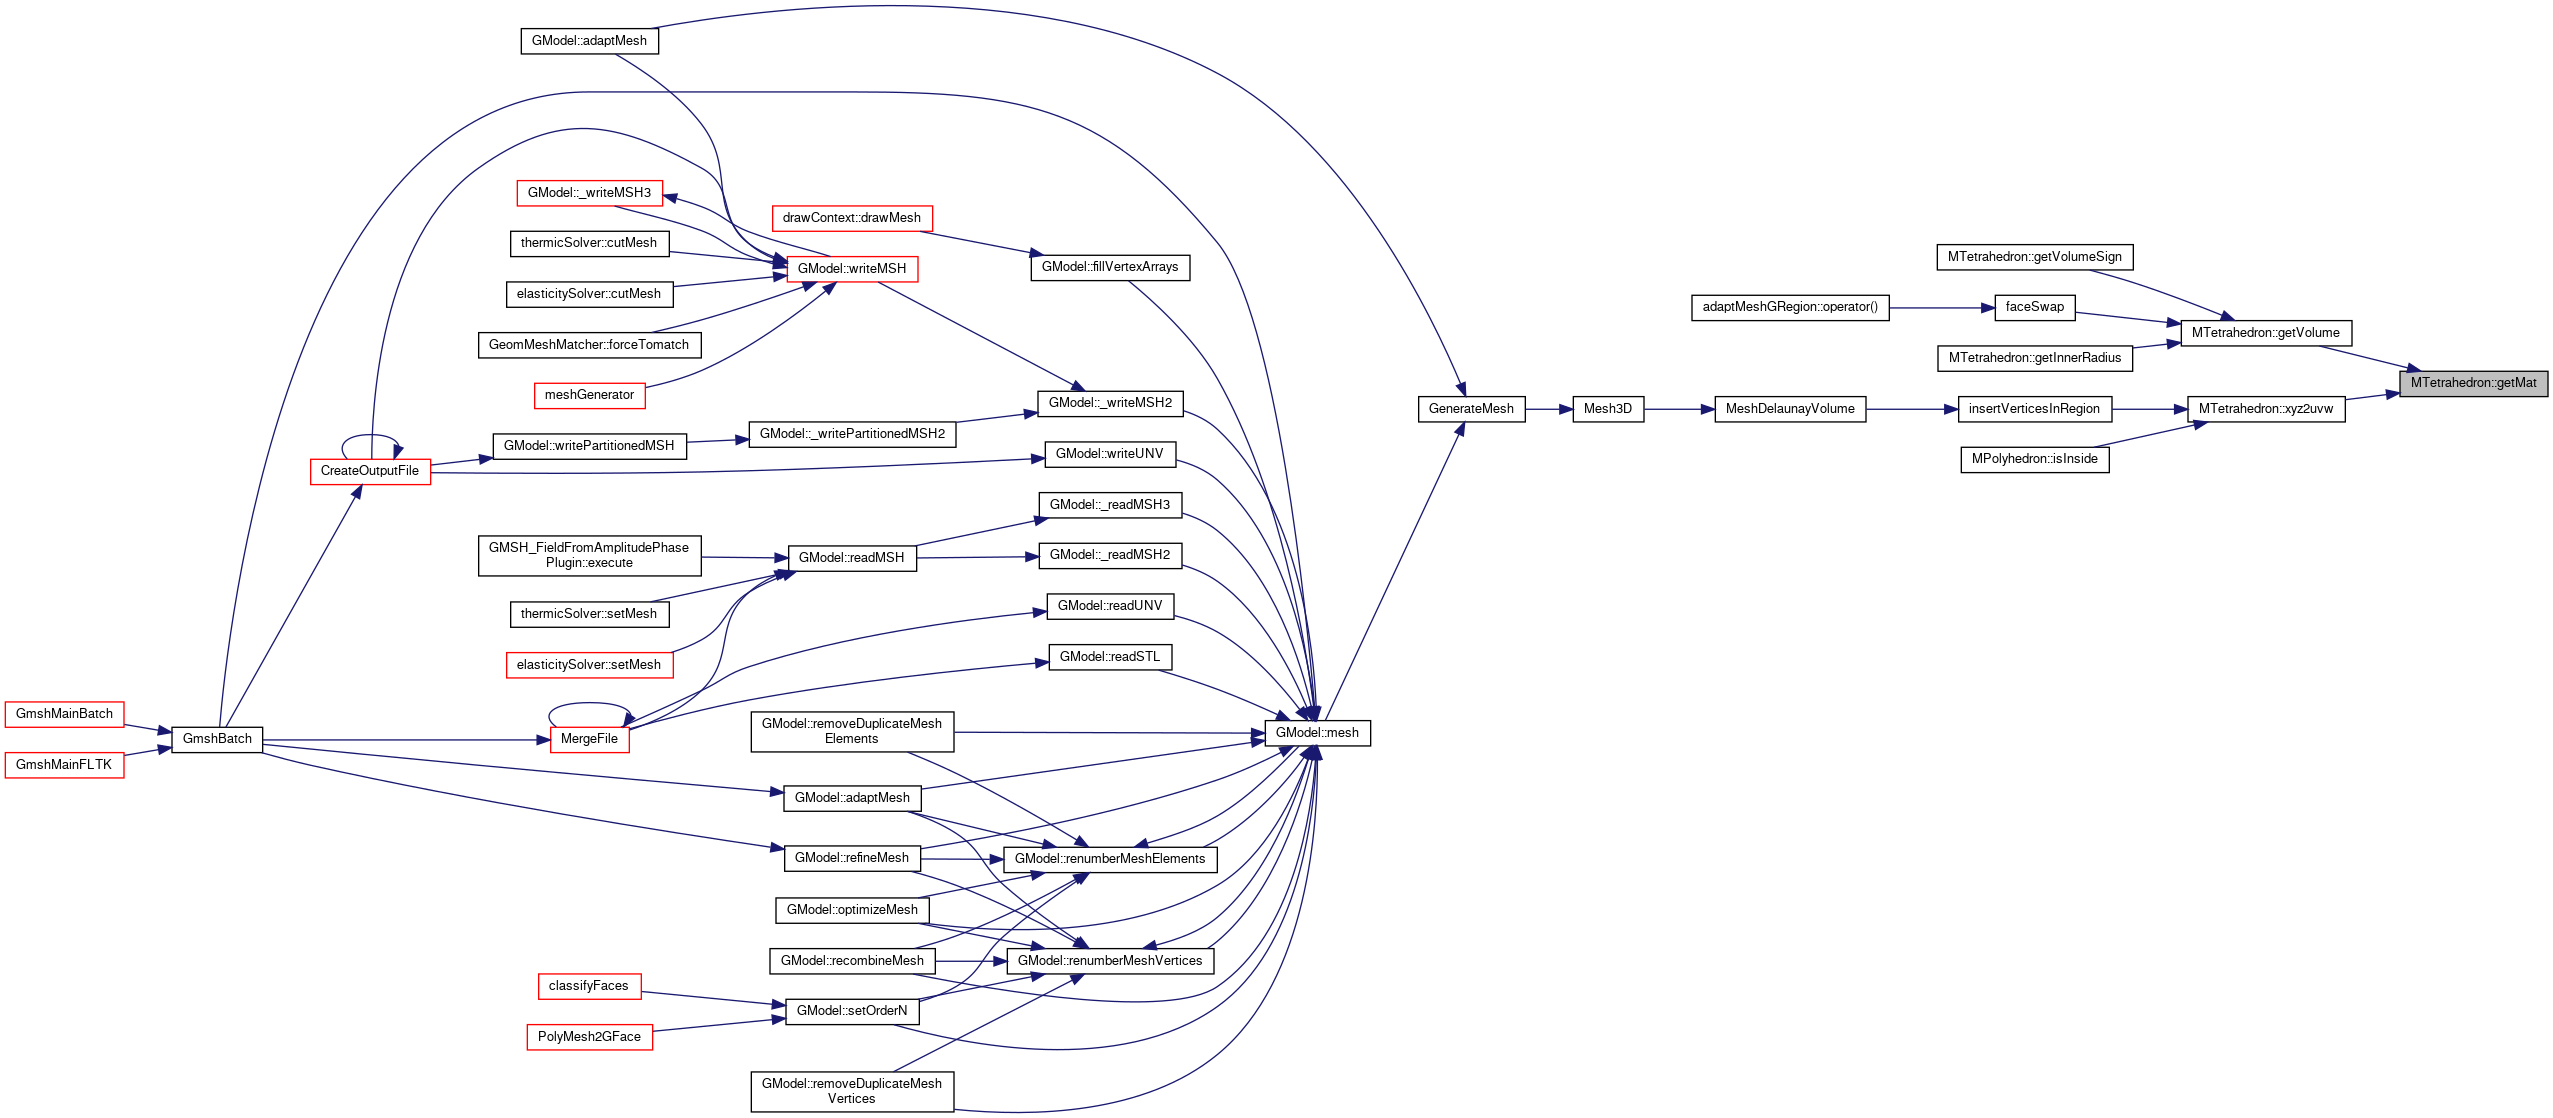 GModel::adaptMesh
GModel::_writeMSH3
drawContext::drawMesh
thermicSolver::cutMesh
GModel::writeMSH
GModel::fillVertexArrays
elasticitySolver::cutMesh
GeomMeshMatcher::forceTomatch
meshGenerator
GModel::_writeMSH2
GModel::_writePartitionedMSH2
GModel::writePartitionedMSH
CreateOutputFile
GModel::writeUNV
GModel::_readMSH3
GMSH_FieldFromAmplitudePhase
Plugin::execute
GModel::readMSH
GModel::_readMSH2
thermicSolver::setMesh
GModel::readUNV
elasticitySolver::setMesh
GModel::readSTL
GmshMainBatch
GmshMainFLTK
GmshBatch
MergeFile
GModel::removeDuplicateMesh
Elements
GModel::mesh
GModel::adaptMesh
GModel::refineMesh
GModel::renumberMeshElements
GModel::optimizeMesh
GModel::recombineMesh
GModel::renumberMeshVertices
classifyFaces
GModel::setOrderN
PolyMesh2GFace
GModel::removeDuplicateMesh
Vertices
GenerateMesh
Mesh3D
MeshDelaunayVolume
insertVerticesInRegion
MTetrahedron::getVolumeSign
adaptMeshGRegion::operator()
faceSwap
MTetrahedron::getVolume
MTetrahedron::getInnerRadius
MTetrahedron::getMat
MTetrahedron::xyz2uvw
MPolyhedron::isInside